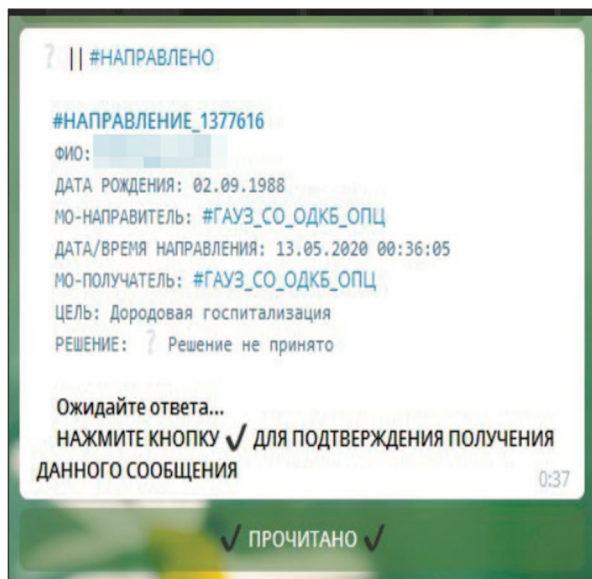 ❔ || #НАПРАВЛЕНО
#НАПРАВЛЕНИЕ_1377616
ФИО:
ДАТА РОЖДЕНИЯ: 02.09.1988
МО-НАПРАВИТЕЛЬ: #ГАУЗ_СО_ОДКБ_ОПЦ
ДАТА/ВРЕМЯ НАПРАВЛЕНИЯ: 13.05.2020 00:36:05
МО-ПОЛУЧАТЕЛЬ: #ГАУЗ_СО_ОДКБ_ОПЦ
ЦЕЛЬ: Дородовая госпитализация
РЕШЕНИЕ: ❔ Решение не принято
Ожидайте ответа...
НАЖМИТЕ КНОПКУ ✔ ДЛЯ ПОДТВЕРЖДЕНИЯ ПОЛУЧЕНИЯ
ДАННОГО СООБЩЕНИЯ
0:37
✔ ПРОЧИТАНО ✔